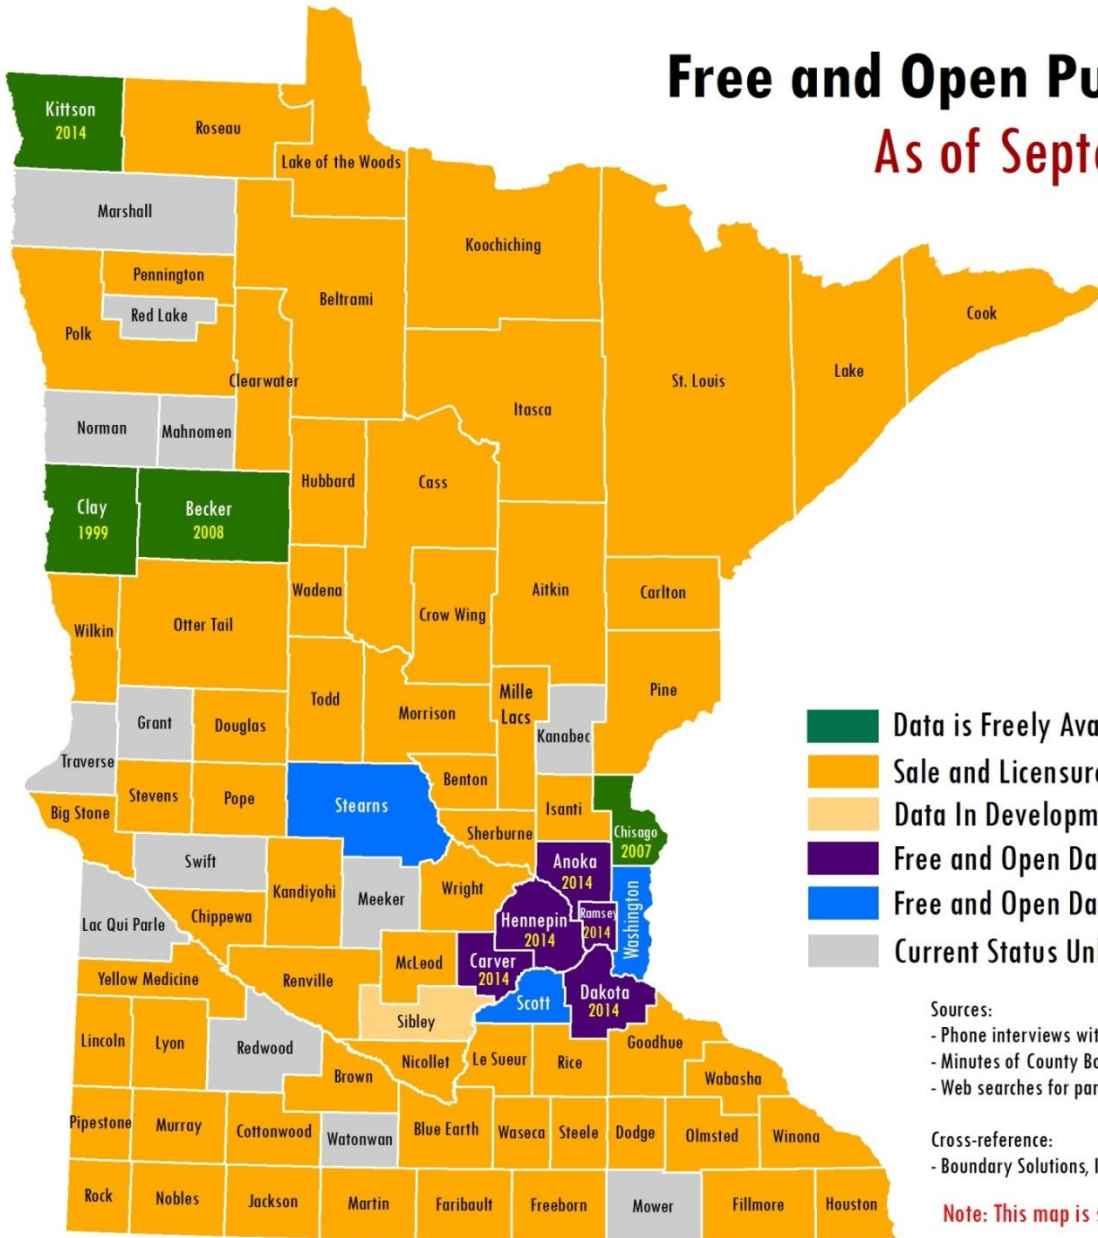 Free and Open Pu
As of Septe
Kittson
2014
Roseau
Lake of the Woods
Marshall
Koochiching
Pennington
Beltrami
Red Lake
Polk
Cook
Clearwater
St. Louis
Lake
Itasca
Norman
Mahnomen
Hubbard
Cass
Clay
1999
Becker
2008
Wadena
Aitkin
Carlton
Crow Wing
Otter Tail
Wilkin
Pine
Todd
Mille
Lacs
Morrison
Grant
Douglas
Kanabec
Traverse
Benton
Stevens
Pope
Stearns
Isanti
Big Stone
Sherburne
Chisago
2007
Swift
Anoka
2014
Kandiyohi
Meeker
Wright
Washington
Lac Qui Parle
Chippewa
Hennepin
2014
Ramsey
2014
Carver
2014
McLeod
Yellow Medicine
Renville
Dakota
2014
Scott
Sibley
Lincoln
Lyon
Redwood
Nicollet
Le Sueur
Rice
Goodhue
Brown
Wabasha
Pipestone
Murray
Cottonwood
Watonwan
Blue Earth
Waseca
Steele
Dodge
Olmsted
Winona
Rock
Nobles
Jackson
Martin
Faribault
Freeborn
Mower
Fillmore
Houston
Data is Freely Ava
Sale and Licensure
Data In Developm
Free and Open Da
Free and Open Da
Current Status Unl
Sources:
- Phone interviews wit
- Minutes of County Bo
- Web searches for par
Cross-reference:
- Boundary Solutions, I
Note: This map is s